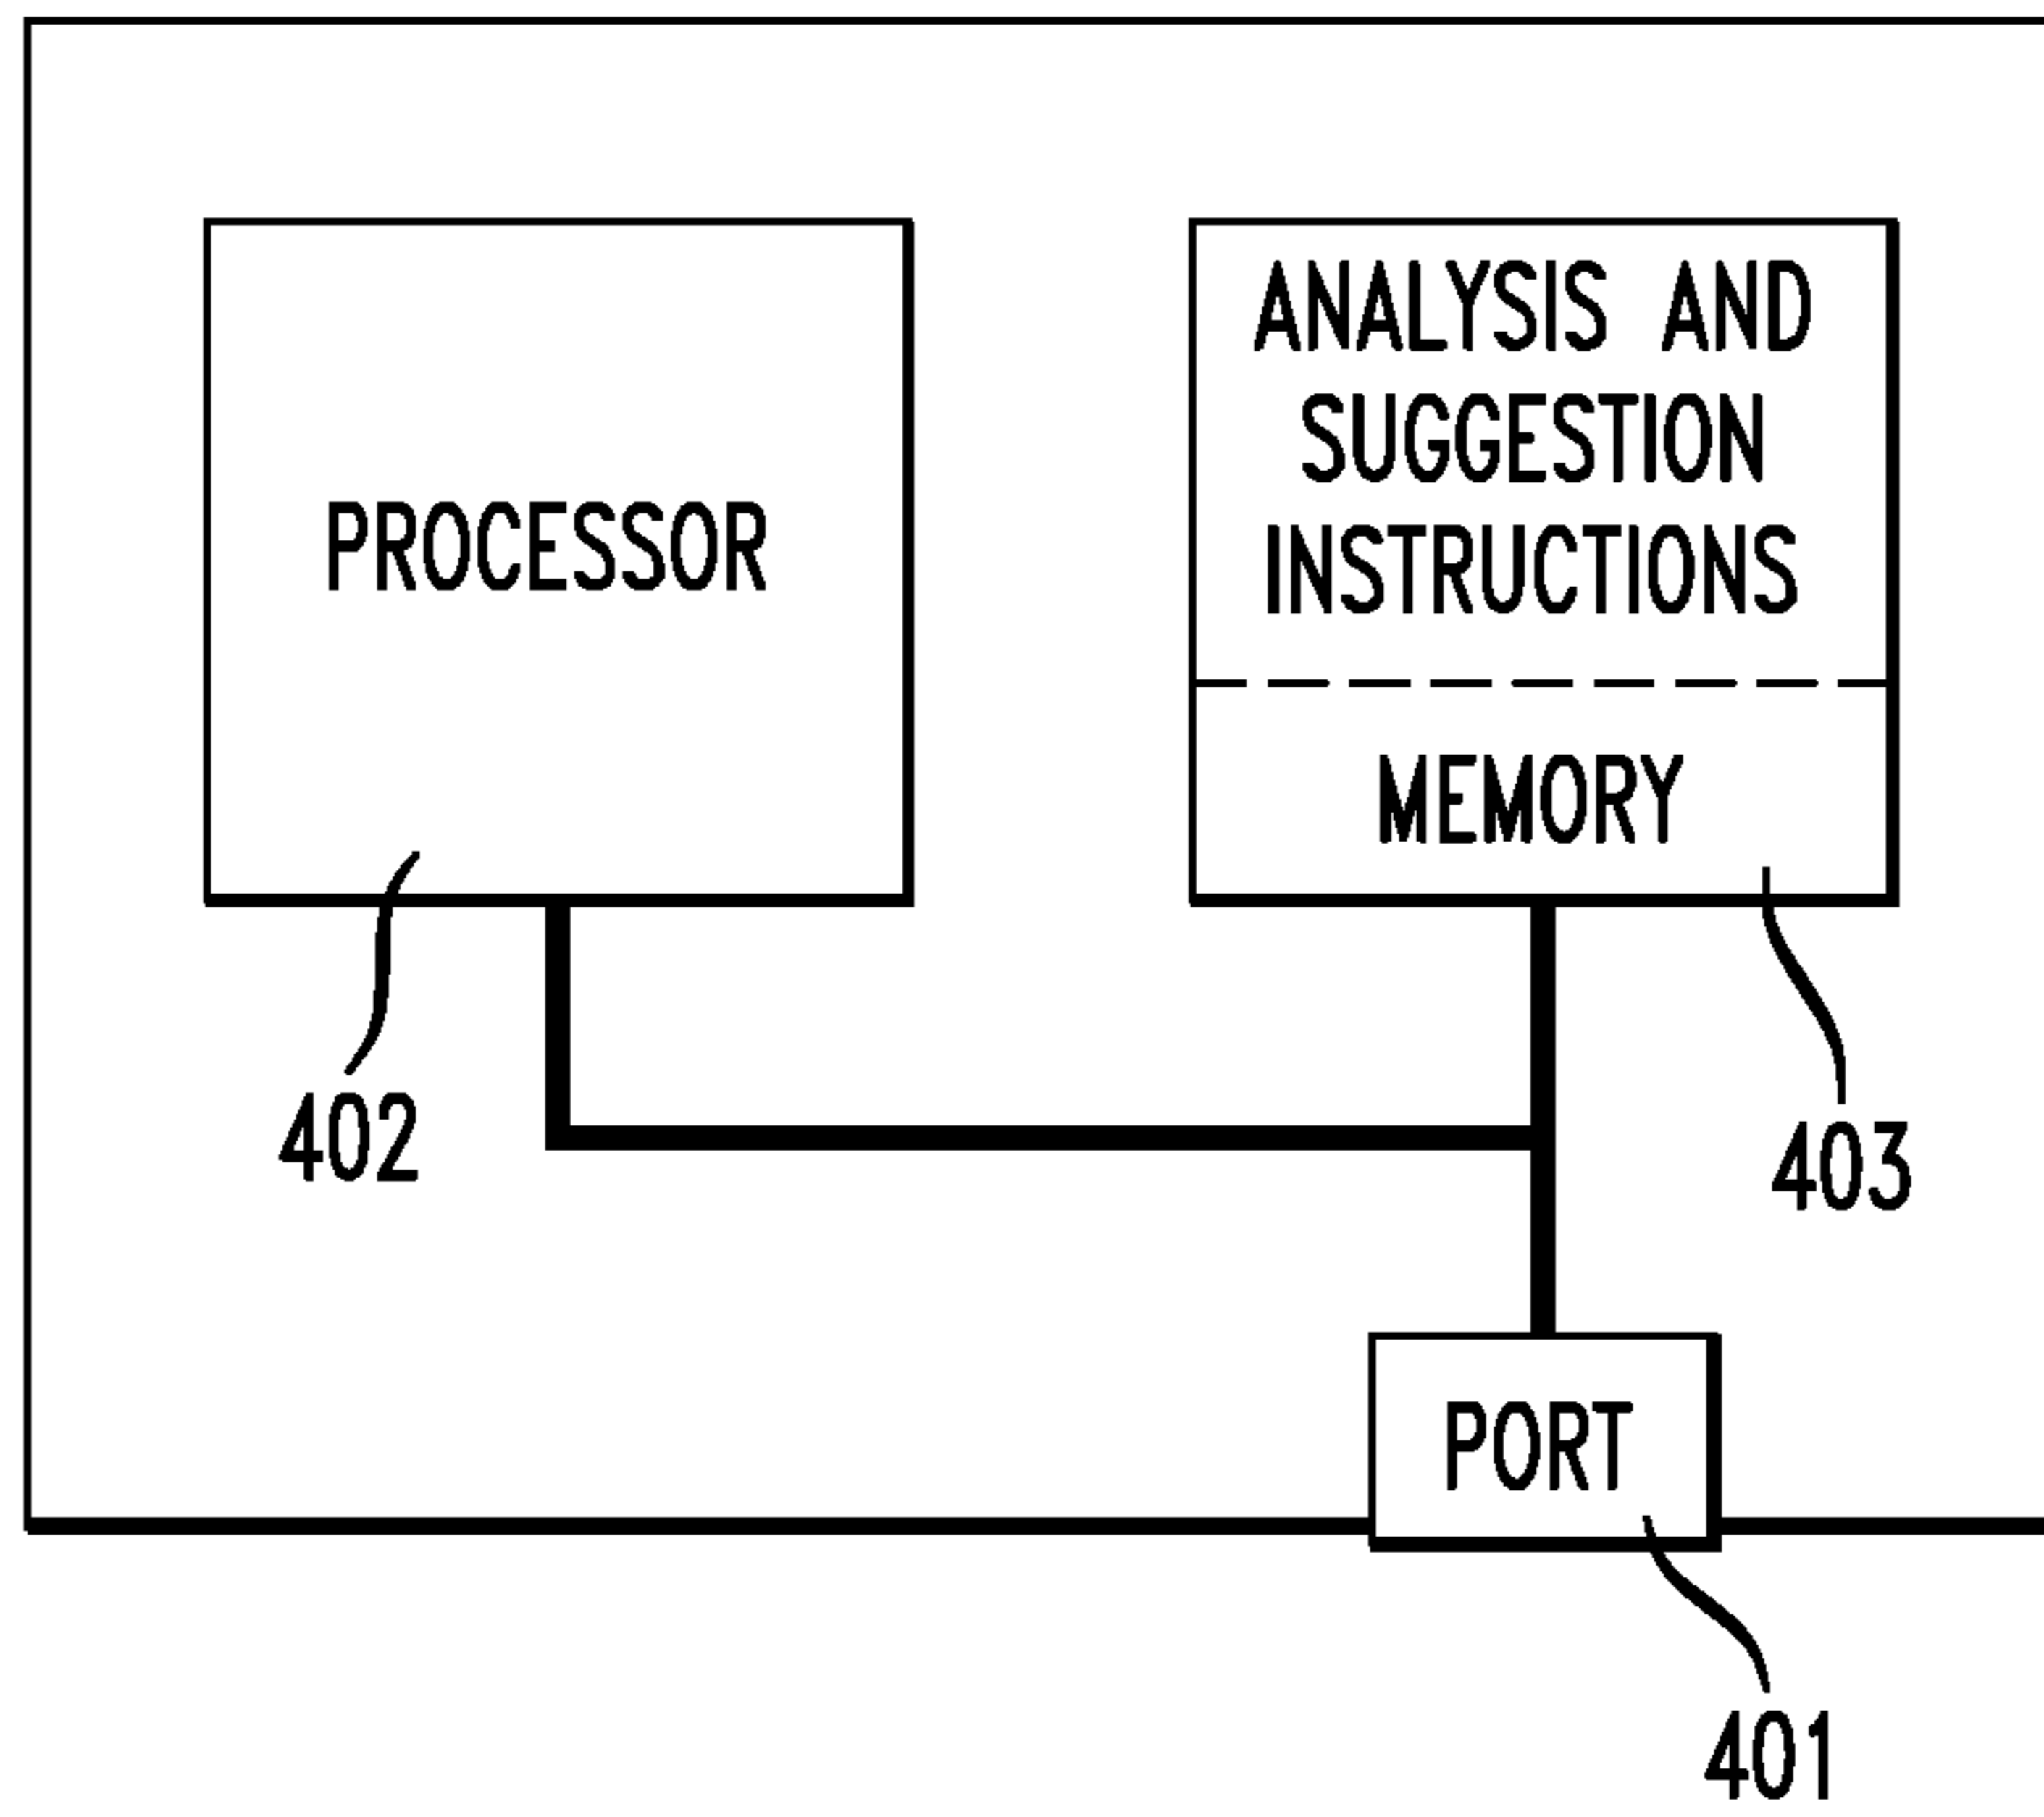 PROCESSOR
402
ANALYSIS AND
SUGGESTION
INSTRUCTIONS
MEMORY
403
PORT
401